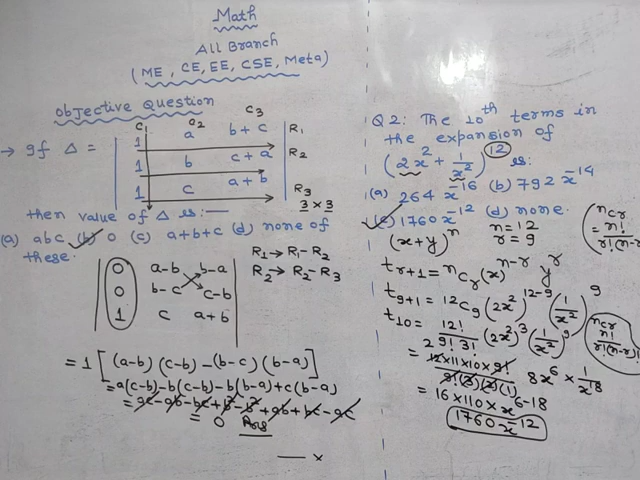 Math
All Branch
(ME, CE, EE, CSE, Meta)
Objective Question
C1 a2 C3
→ gf Δ = | 1 a b+c | R1
| 1 b c+a | R2
| 1 c a+b | R3
3×3
then value of Δ is:—
(a) abc (b) 0 (c) a+b+c (d) none of
these.
R1→ R1-R2
R2→ R2-R3
| 0 a-b b-a |
| 0 b-c c-b |
| 1 c a+b |
= 1 [(a-b)(c-b) - (b-c)(b-a)]
= a(c-b)-b(c-b)-b(b-a)+c(b-a)
= ac-ab-bc+b²-b²+ab+bc-ac
= 0 Ans
— x
Q2: The 10th terms in
the expansion of
(2x² + 1/x²)^12 is:
(a) 264 x^-16 (b) 792 x^-14
(c) 1760 x^-12 (d) none.
(x+y)^n n = 12
r = 9
(nCr
= n!/r!(n-r)
t_{r+1} = nCr (x)^{n-r} y^r
t_{9+1} = 12C9 (2x²)^{12-9} (1/x²)^9
t10 = 12!/9! 3! (2x²)^3 (1/x²)^9
(nCr
n!/r!(n-r)!
2
= 12×11×10×9!/9!(3)(2)(1) 8x^6 × 1/x^18
= 16×110×x^{6-18}
1760 x^-12